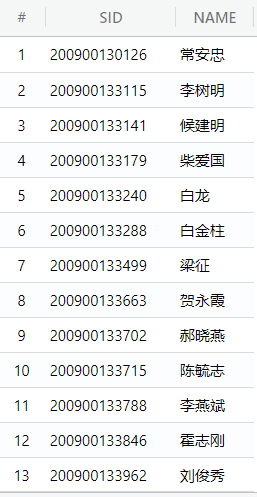 # SID NAME
1 200900130126 常安忠
2 200900133115 李树明
3 200900133141 候建明
4 200900133179 柴爱国
5 200900133240 白龙
6 200900133288 白金柱
7 200900133499 梁征
8 200900133663 贺永霞
9 200900133702 郝晓燕
10 200900133715 陈毓志
11 200900133788 李燕斌
12 200900133846 霍志刚
13 200900133962 刘俊秀